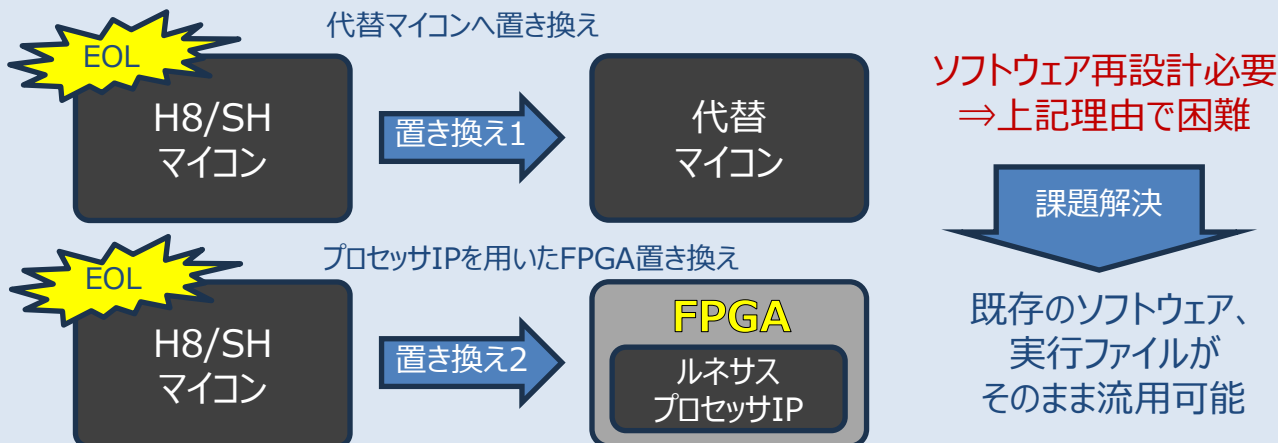 代替マイコンへ置き換え
EOL
H8/SH
マイコン
置き換え1
代替
マイコン
ソフトウェア再設計必要
⇒上記理由で困難
課題解決
プロセッサIPを用いたFPGA置き換え
EOL
H8/SH
マイコン
置き換え2
FPGA
ルネサス
プロセッサIP
既存のソフトウェア、
実行ファイルが
そのまま流用可能